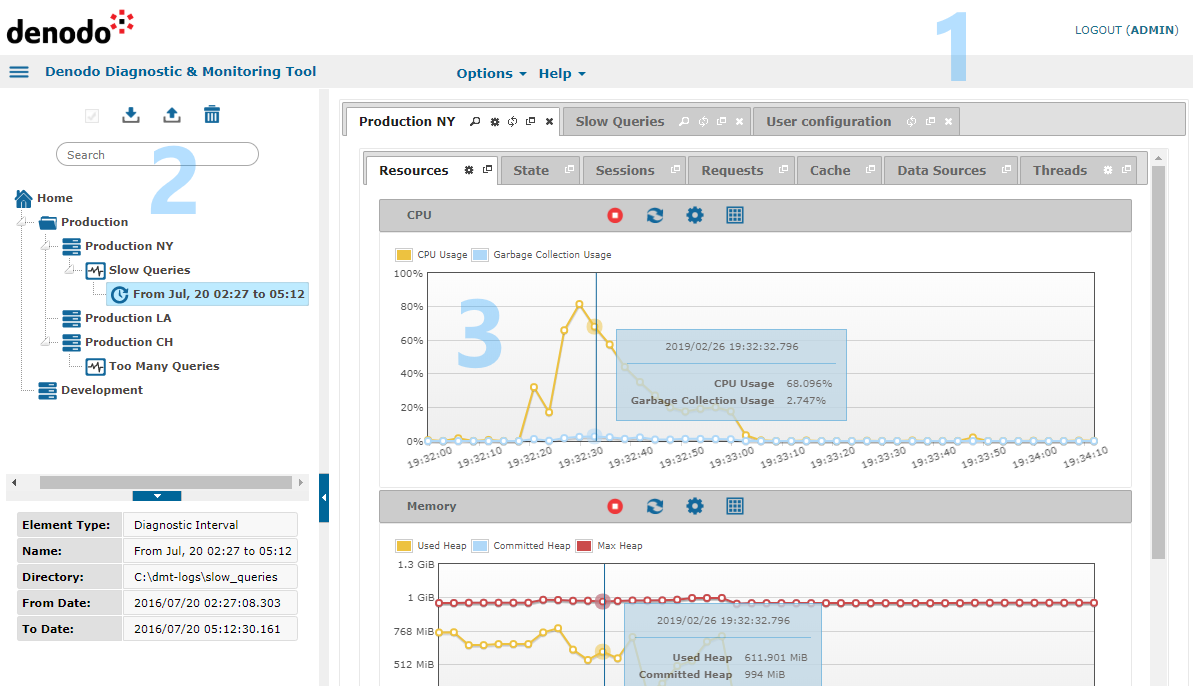 denodo
1
LOGOUT (ADMIN)
Denodo Diagnostic & Monitoring Tool
Options Help
Search
2
Home
Production
Production NY
Slow Queries
From Jul, 20 02:27 to 05:12
Production LA
Production CH
Too Many Queries
Development
Element Type: Diagnostic Interval
Name: From Jul, 20 02:27 to 05:12
Directory: C:\dmt-logs\slow_queries
From Date: 2016/07/20 02:27:08.303
To Date: 2016/07/20 05:12:30.161
Production NY Slow Queries User configuration
Resources State Sessions Requests Cache Data Sources Threads
CPU
CPU Usage Garbage Collection Usage
100%
80%
60%
40%
20%
0%
3
2019/02/26 19:32:32.796
CPU Usage 68.096%
Garbage Collection Usage 2.747%
19:32:00 19:32:10 19:32:20 19:32:30 19:32:40 19:32:50 19:33:00 19:33:10 19:33:20 19:33:30 19:33:40 19:33:50 19:34:00 19:34:10
Memory
Used Heap Committed Heap Max Heap
1.3 GiB
1 GiB
768 MiB
512 MiB
2019/02/26 19:32:32.796
Used Heap 611.901 MiB
Committed Heap 994 MiB